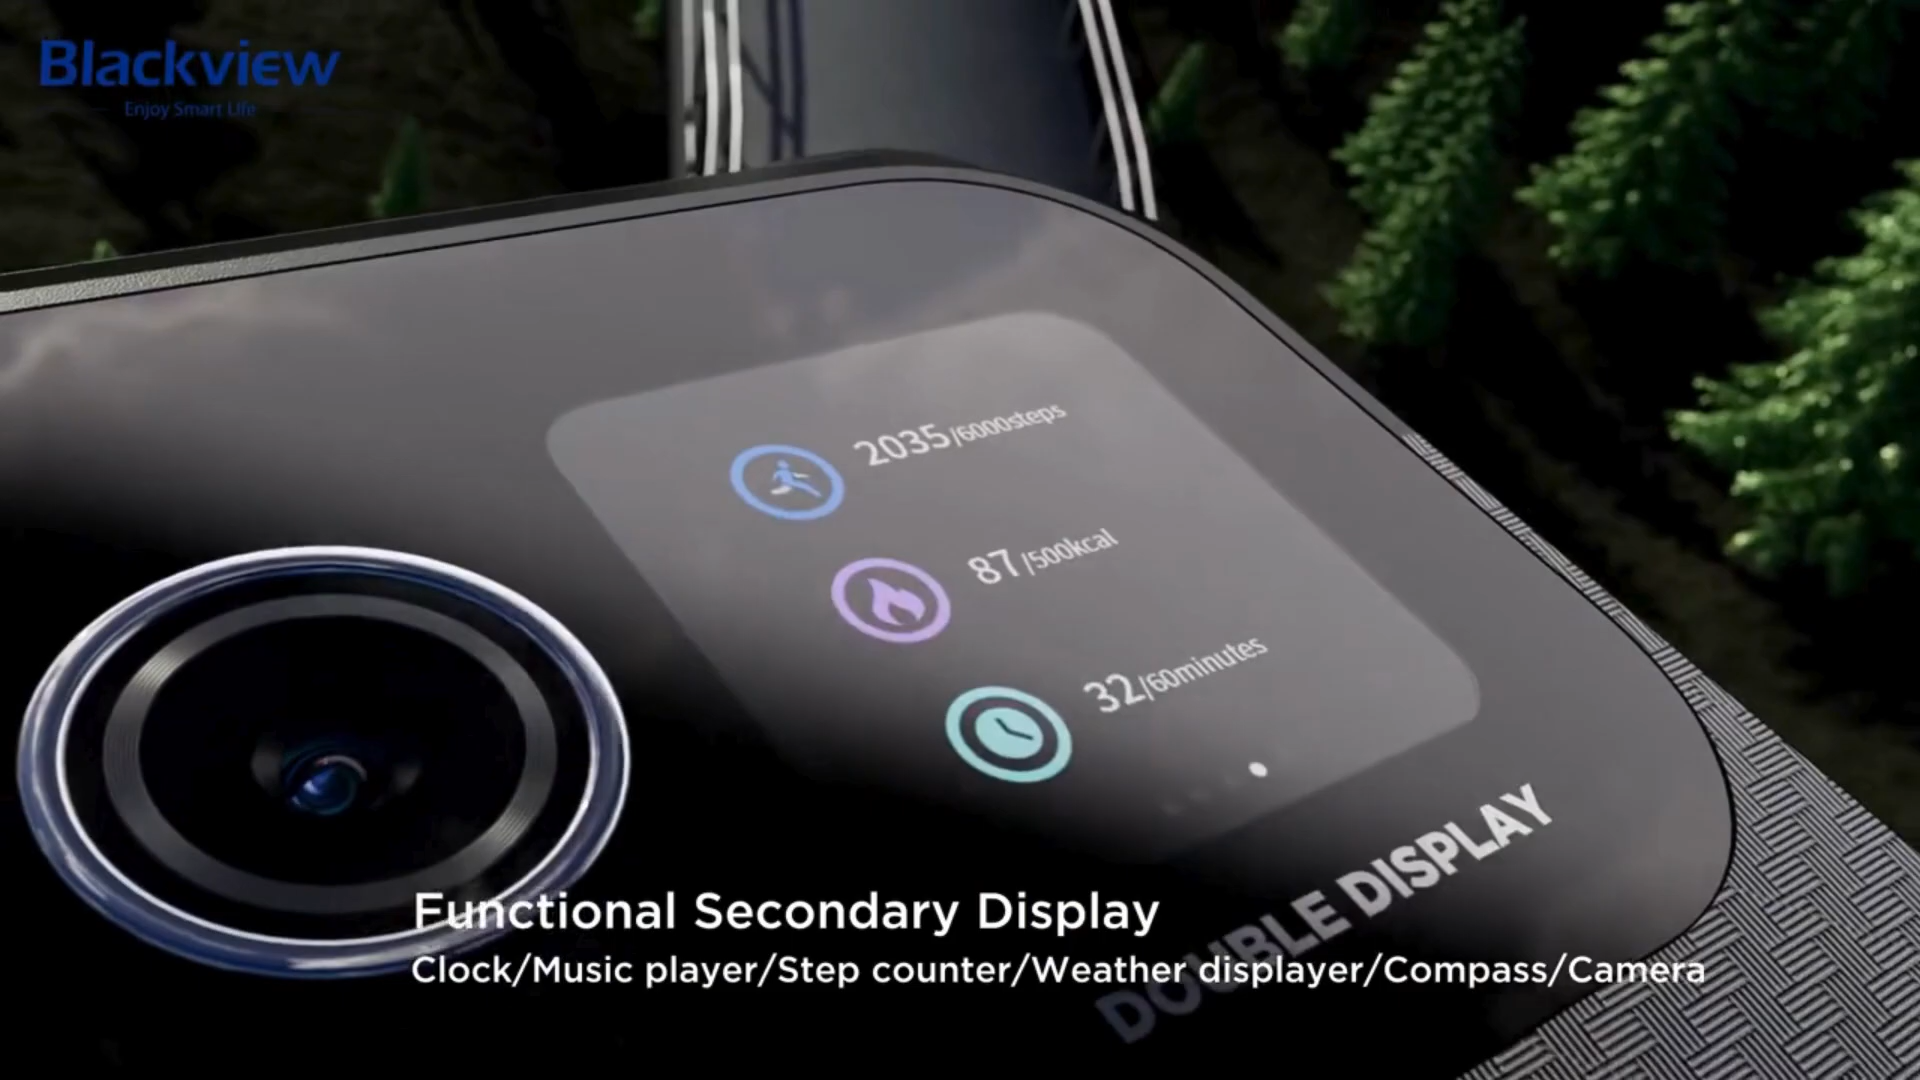 Blackview
Enjoy Smart Life
2035/6000steps
87/500kcal
32/60minutes
DOUBLE DISPLAY
Functional Secondary Display
Clock/Music player/Step counter/Weather displayer/Compass/Camera